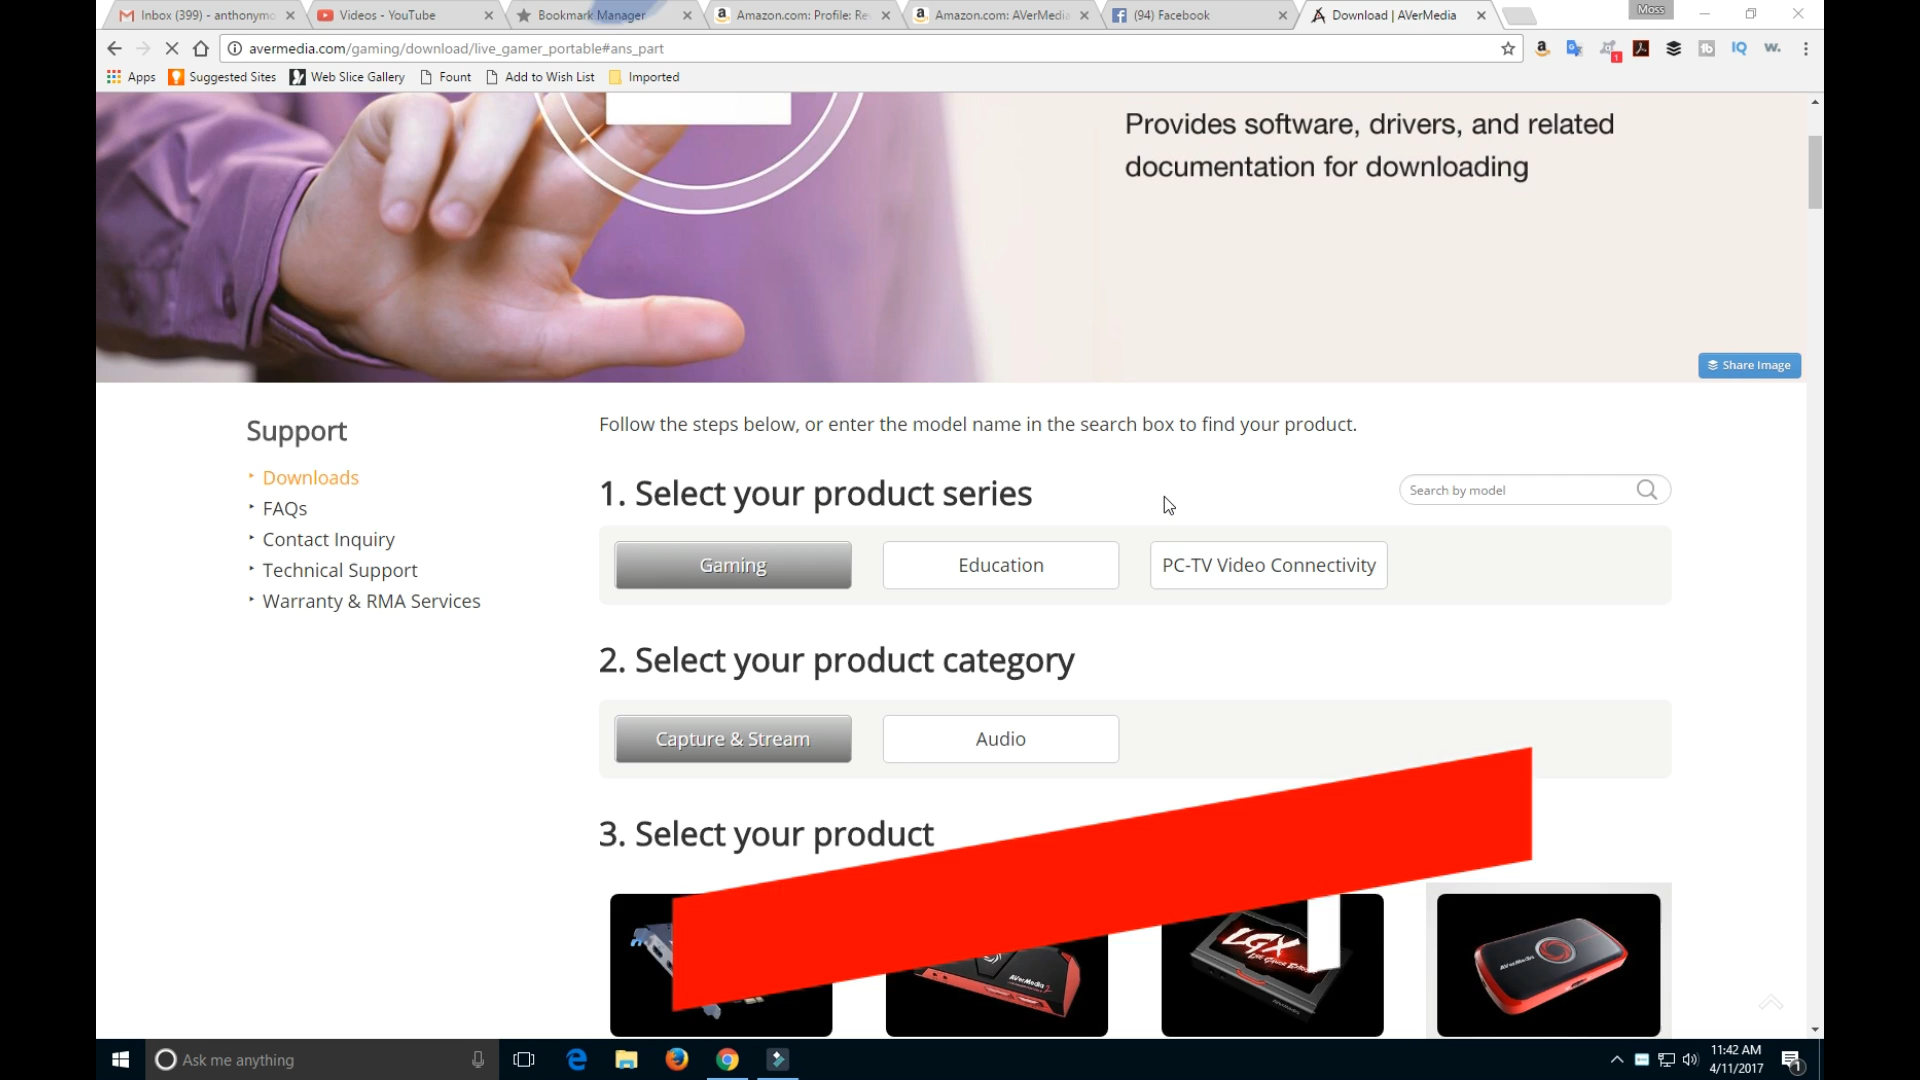 Inbox (399) - anthonymo
Videos - YouTube
Bookmark Manager
Amazon.com: Profile: Re
Amazon.com: AVerMedia
(94) Facebook
Download | AVerMedia
Moss
avermedia.com/gaming/download/live_gamer_portable#ans_part
Apps
Suggested Sites
Web Slice Gallery
Fount
Add to Wish List
Imported
Provides software, drivers, and related
documentation for downloading
Share Image
Support
Downloads
FAQs
Contact Inquiry
Technical Support
Warranty & RMA Services
Follow the steps below, or enter the model name in the search box to find your product.
1. Select your product series
Search by model
Gaming
Education
PC-TV Video Connectivity
2. Select your product category
Capture & Stream
Audio
3. Select your product
AVerMedia
LGX
AVerMedia
Ask me anything
11:42 AM
4/11/2017